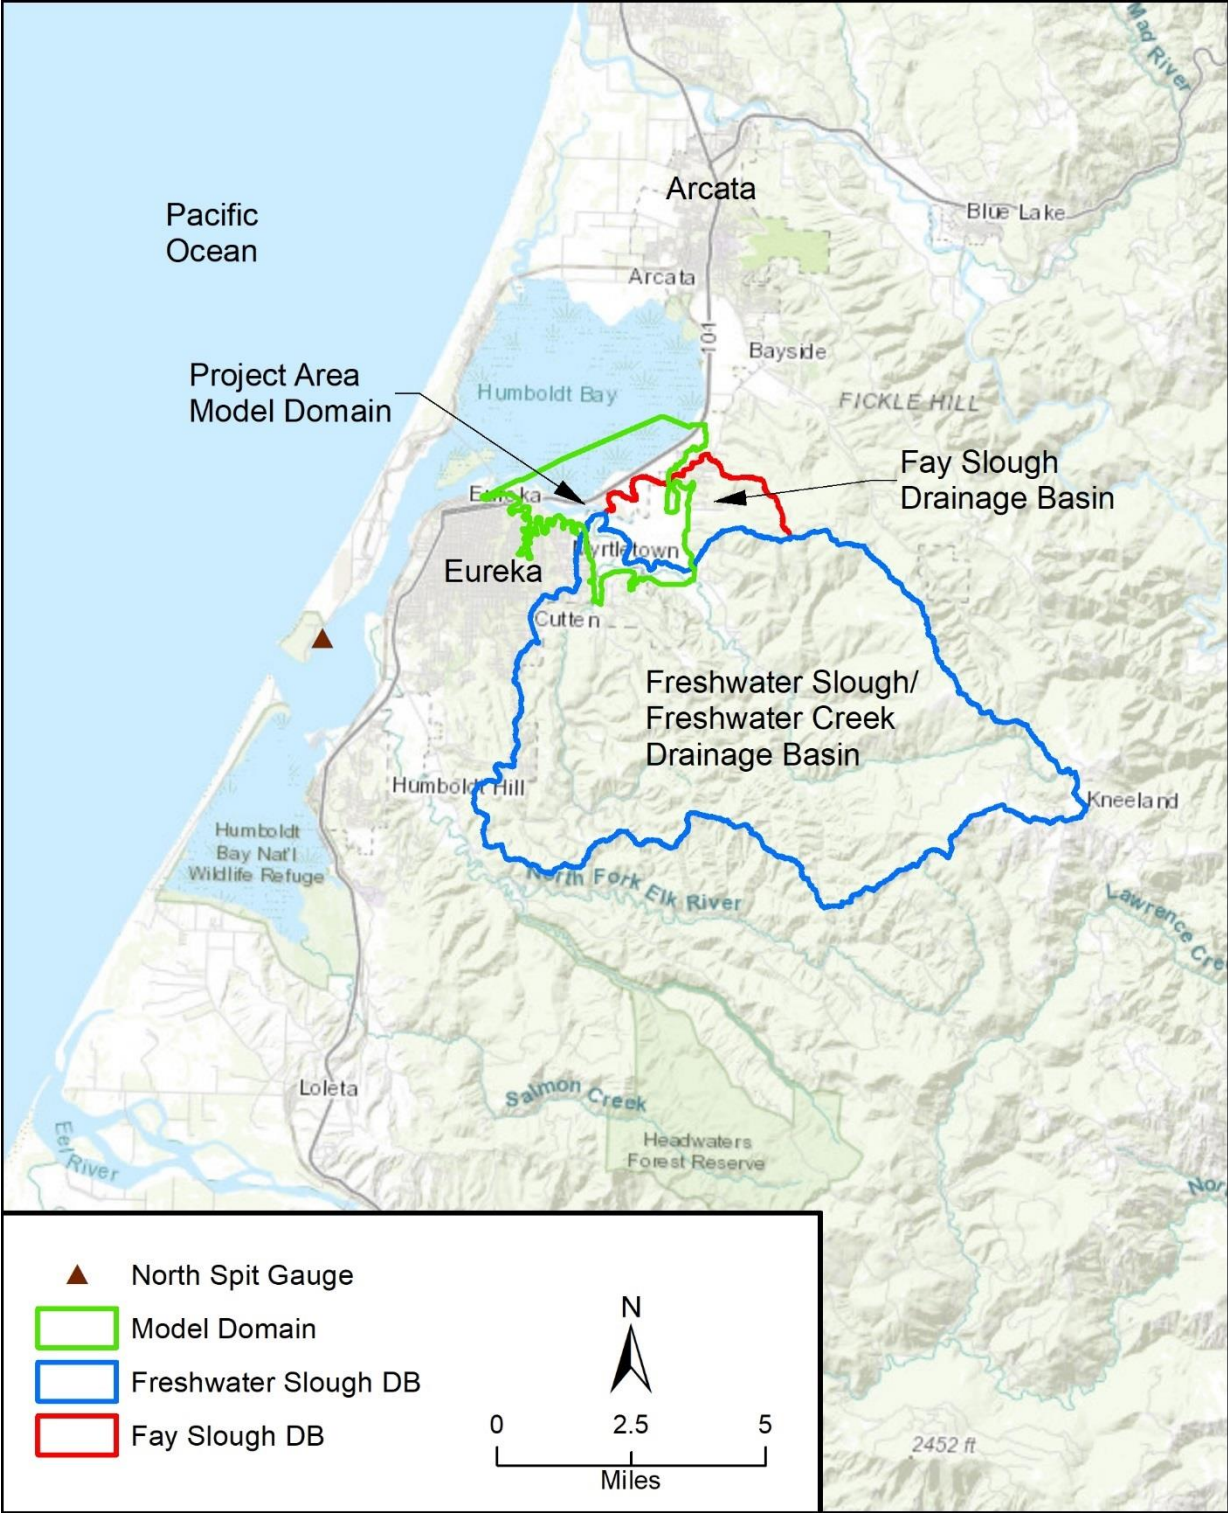 Mad River
Arcata
Pacific
Ocean
Blue Lake
Arcata
101
Bayside
Project Area
Model Domain
Humboldt Bay
FICKLE HILL
Fay Slough
Drainage Basin
Eureka
Myrtletown
Eureka
Cutten
Freshwater Slough/
Freshwater Creek
Drainage Basin
Humboldt Hill
Kneeland
Humboldt
Bay Nat'l
Wildlife Refuge
North Fork Elk River
Lawrence Cre
Loleta
Salmon Creek
Eel River
Headwaters
Forest Reserve
Nor
North Spit Gauge
Model Domain
Freshwater Slough DB
Fay Slough DB
N
0 2.5 5
Miles
2452 ft